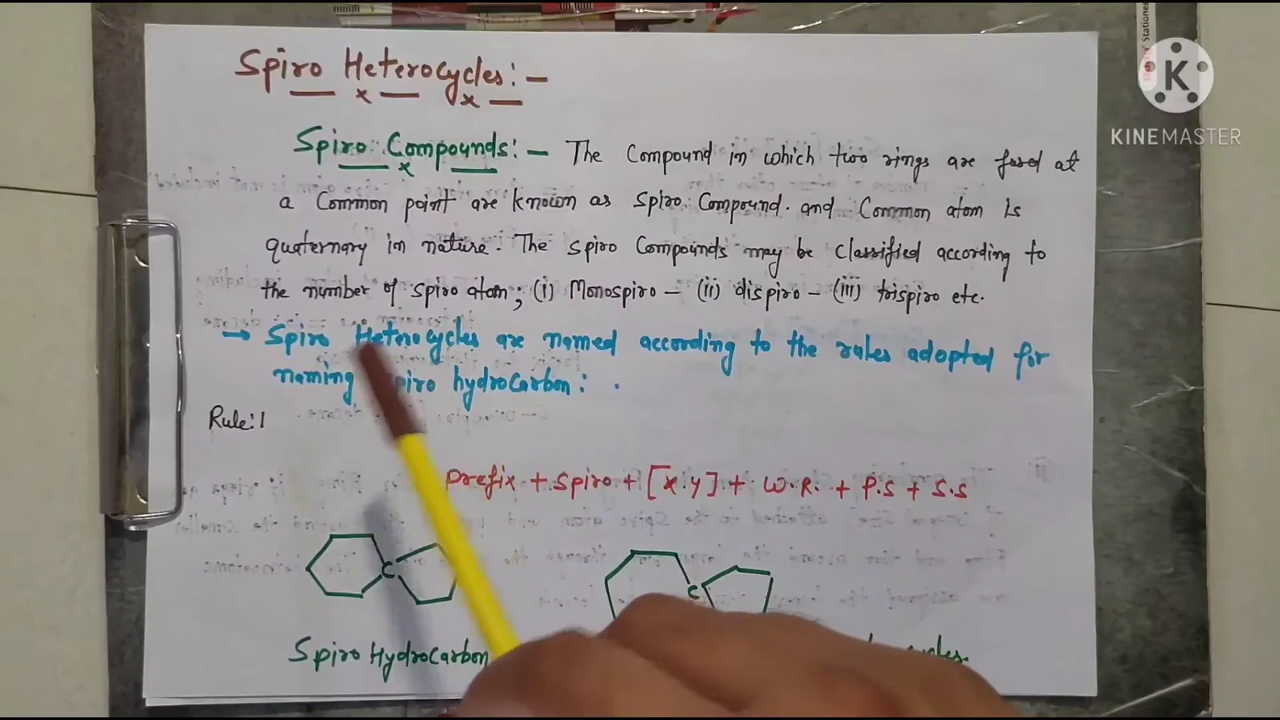 Spiro Heterocycles:-
Spiro Compounds:- The Compound in which two rings are fused at
a Common point are known as Spiro Compound. and Common atom is
quaternary in nature. The spiro Compounds may be Classified according to
the number of spiro atom; (i) Monospiro - (ii) dispiro - (iii) trispiro etc.
→ Spiro Heterocycles are named according to the rules adopted for
naming spiro hydrocarbon:
Rule:1
prefix + spiro + [x.y] + W.R. + P.S + S.S
C
C
Spiro Hydrocarbon
K
KINEMASTER